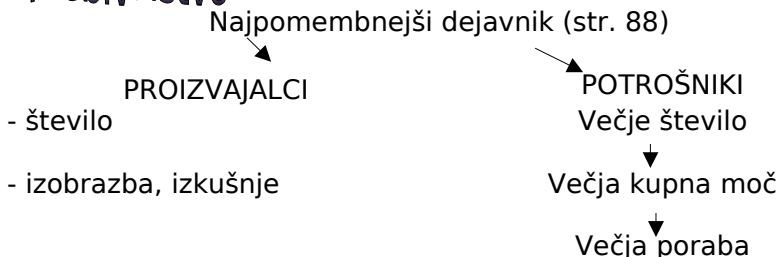 Najpomembnejši dejavnik (str. 88)
PROIZVAJALCI
- število
- izobrazba, izkušnje
POTROŠNIKI
Večje število
Večja kupna moč
Večja poraba